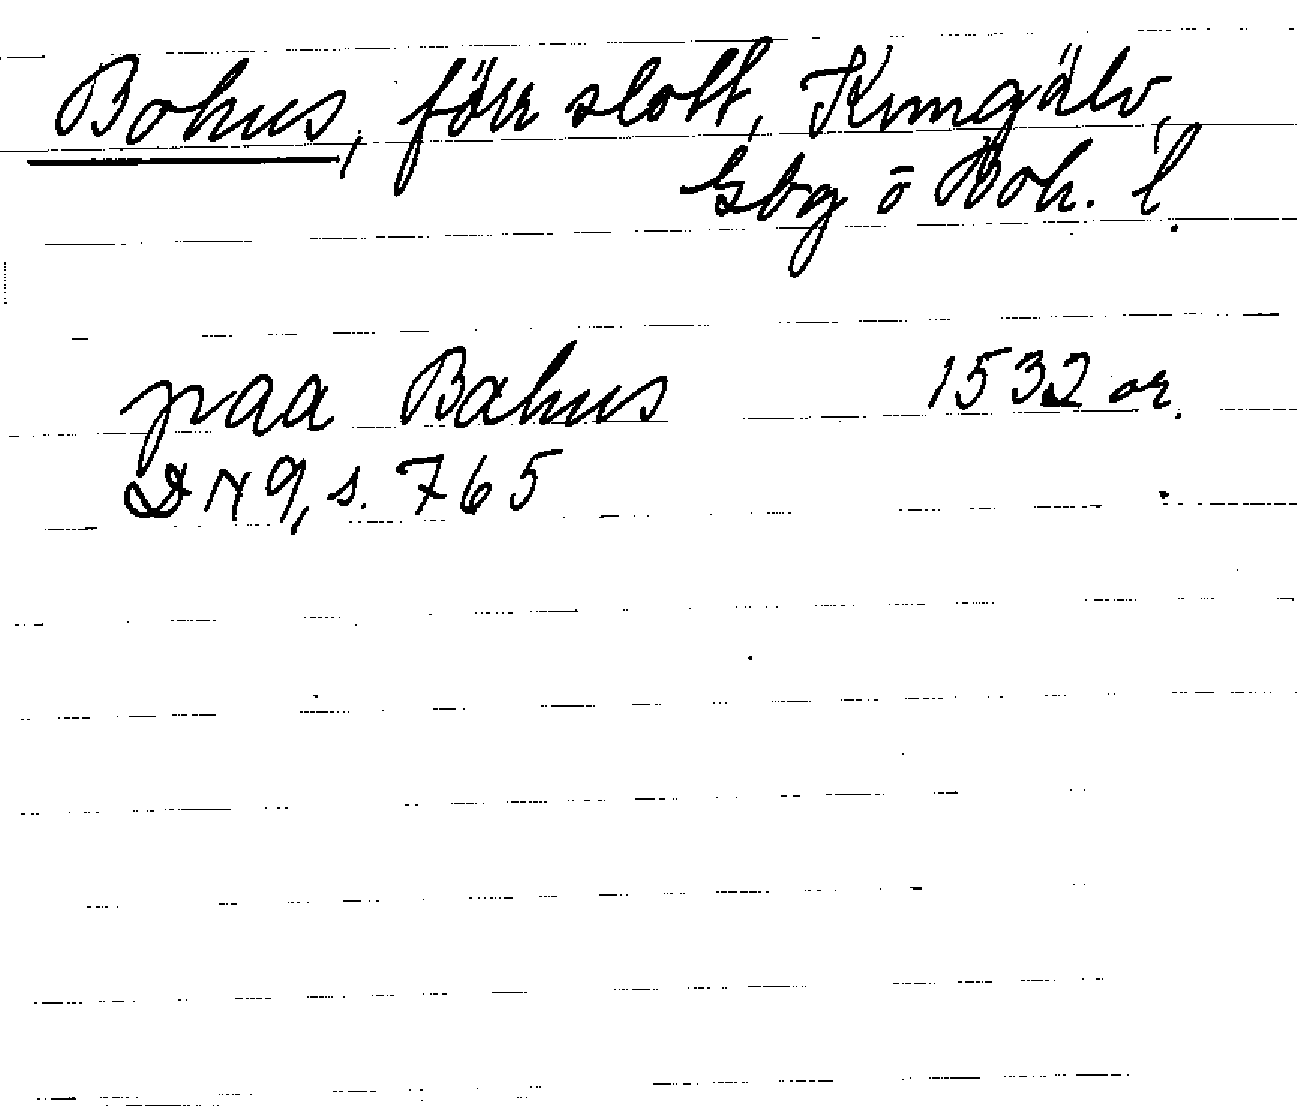 Bohus, förr slott, Kungälv,
Gbg o Boh. l.
paa Bahus 1532 or.
DN 9, s. 765